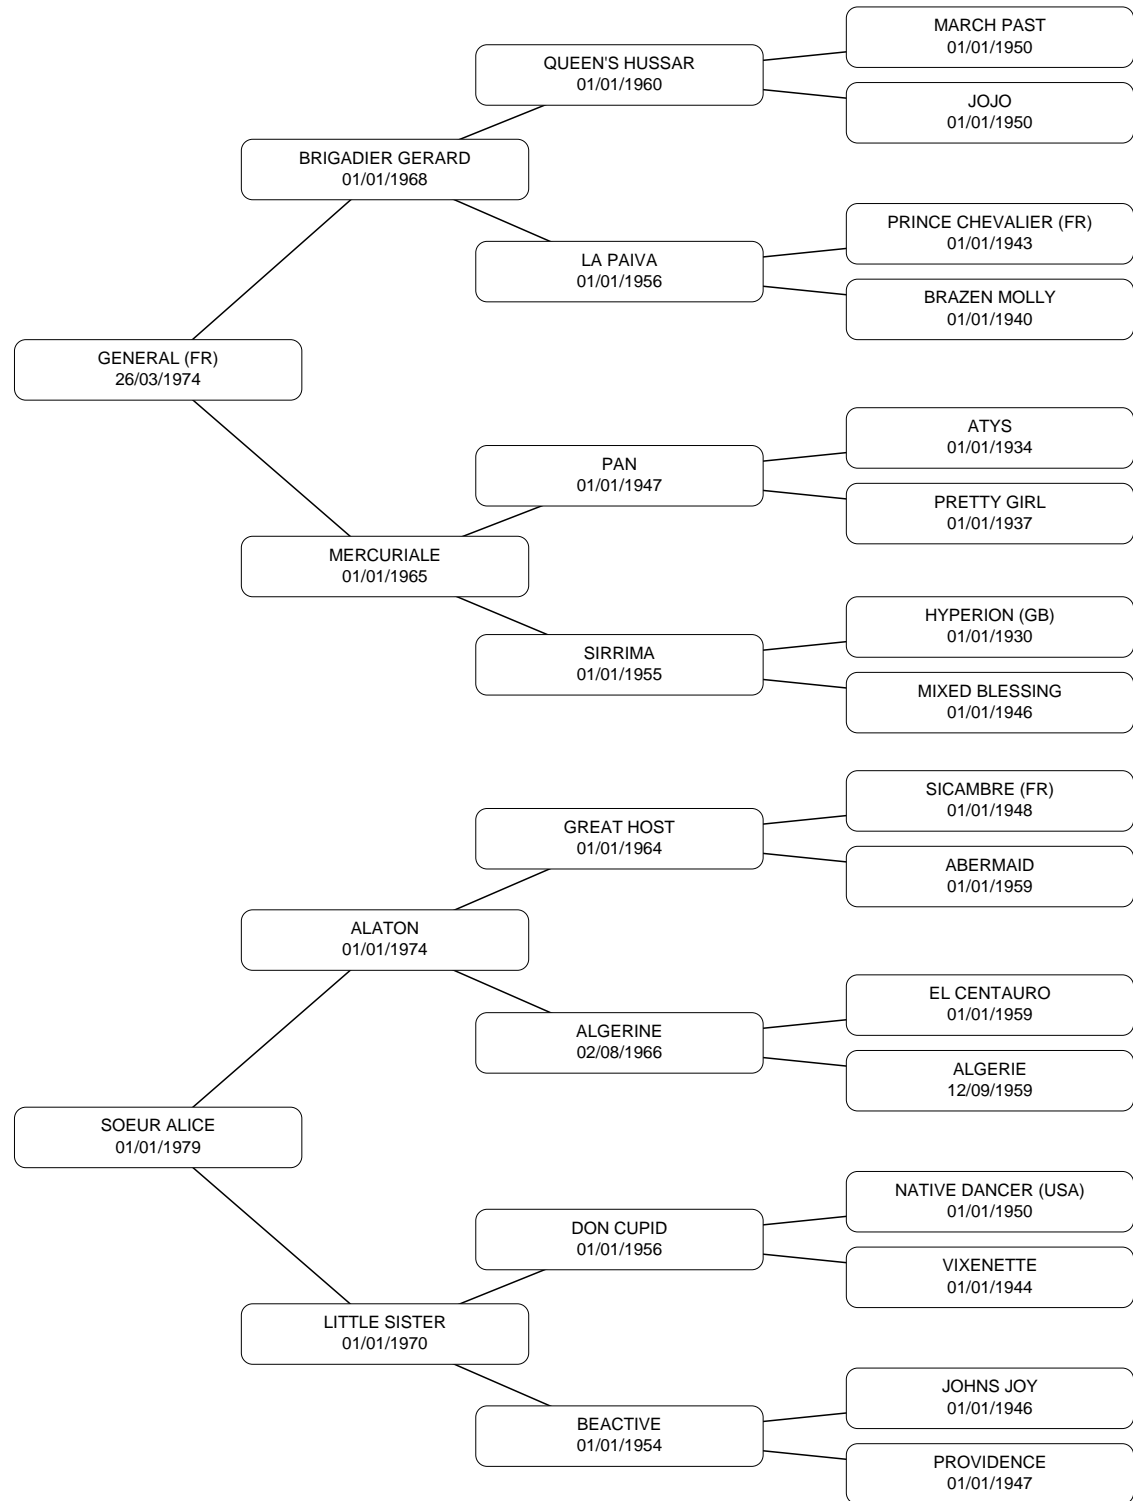 MARCH PAST
01/01/1950
QUEEN'S HUSSAR
01/01/1960
JOJO
01/01/1950
BRIGADIER GERARD
01/01/1968
PRINCE CHEVALIER (FR)
01/01/1943
LA PAIVA
01/01/1956
BRAZEN MOLLY
01/01/1940
GENERAL (FR)
26/03/1974
ATYS
01/01/1934
PAN
01/01/1947
PRETTY GIRL
01/01/1937
MERCURIALE
01/01/1965
HYPERION (GB)
01/01/1930
SIRRIMA
01/01/1955
MIXED BLESSING
01/01/1946
SICAMBRE (FR)
01/01/1948
GREAT HOST
01/01/1964
ABERMAID
01/01/1959
ALATON
01/01/1974
EL CENTAURO
01/01/1959
ALGERINE
02/08/1966
ALGERIE
12/09/1959
SOEUR ALICE
01/01/1979
NATIVE DANCER (USA)
01/01/1950
DON CUPID
01/01/1956
VIXENETTE
01/01/1944
LITTLE SISTER
01/01/1970
JOHNS JOY
01/01/1946
BEACTIVE
01/01/1954
PROVIDENCE
01/01/1947